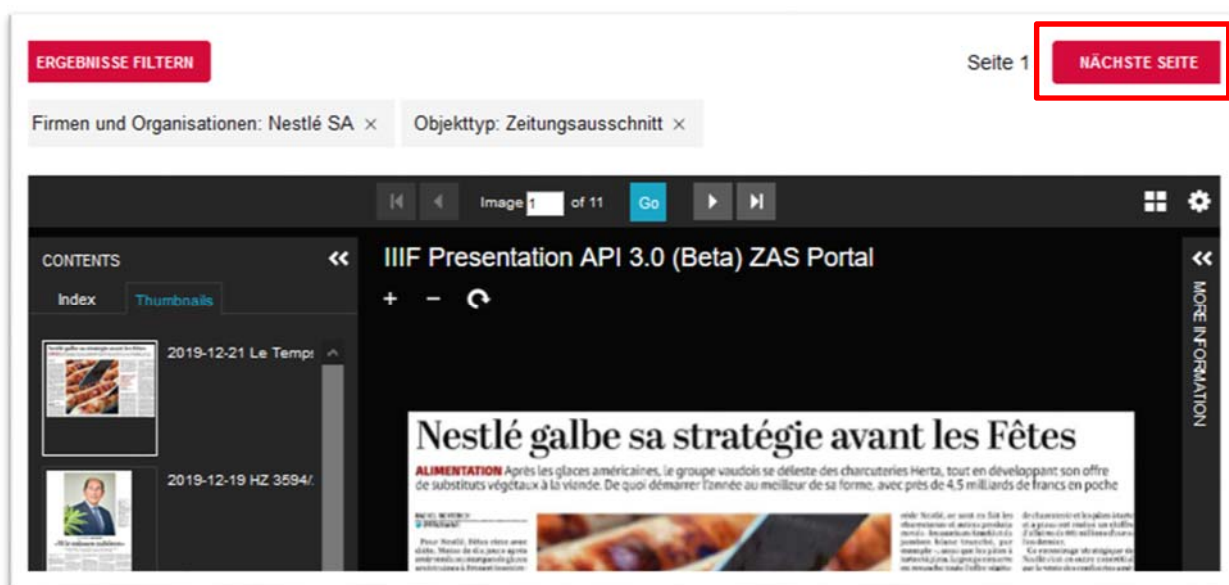 ERGEBNISSE FILTERN
Seite 1
NÄCHSTE SEITE
Firmen und Organisationen: Nestlé SA ×
Objekttyp: Zeitungsausschnitt ×
Image 1 of 11 Go
CONTENTS
Index Thumbnails
2019-12-21 Le Temps
2019-12-19 HZ 3594/
IIIF Presentation API 3.0 (Beta) ZAS Portal
+ −
MORE INFORMATION
Nestlé galbe sa stratégie avant les Fêtes
ALIMENTATION Après les glaces américaines, le groupe vaudois se déleste des charcuteries Herta, tout en développant son offre
de substituts végétaux à la viande. De quoi démarrer l'année au meilleur de sa forme, avec près de 4,5 milliards de francs en poche